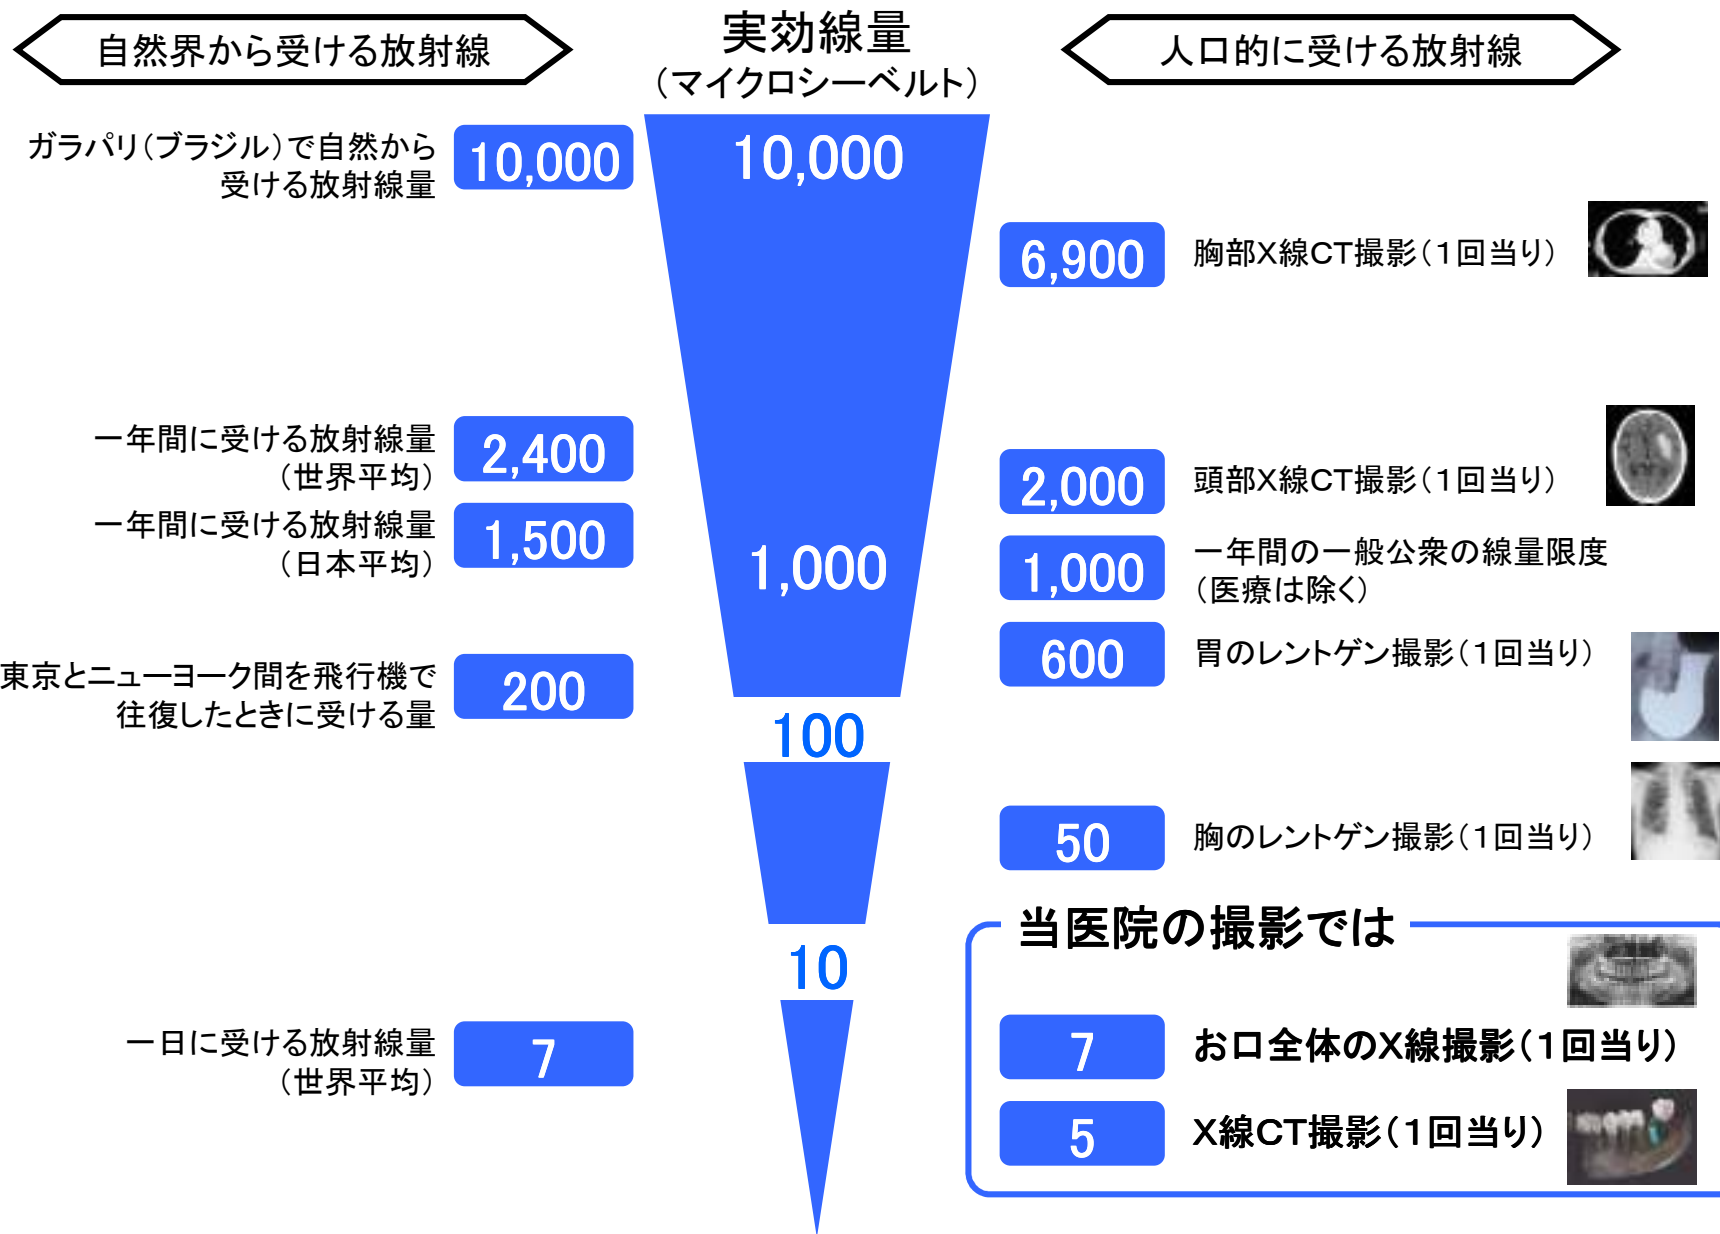 自然界から受ける放射線
実効線量
（マイクロシーベルト）
人口的に受ける放射線
ガラパリ（ブラジル）で自然から
受ける放射線量
10,000
10,000
6,900
胸部X線CT撮影（１回当り）
一年間に受ける放射線量
（世界平均）
2,400
2,000
頭部X線CT撮影（１回当り）
一年間に受ける放射線量
（日本平均）
1,500
1,000
1,000
一年間の一般公衆の線量限度
（医療は除く）
600
胃のレントゲン撮影（１回当り）
東京とニューヨーク間を飛行機で
往復したときに受ける量
200
100
50
胸のレントゲン撮影（１回当り）
当医院の撮影では
10
一日に受ける放射線量
（世界平均）
7
7
お口全体のX線撮影（１回当り）
5
X線CT撮影（１回当り）